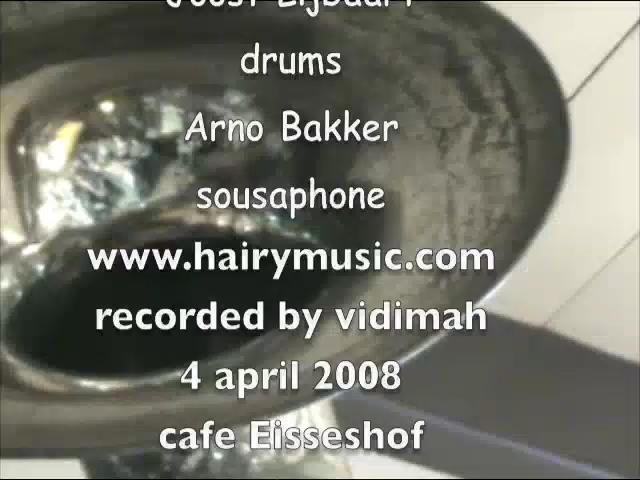 drums
Arno Bakker
sousaphone
www.hairymusic.com
recorded by vidimah
4 april 2008
cafe Eisseshof